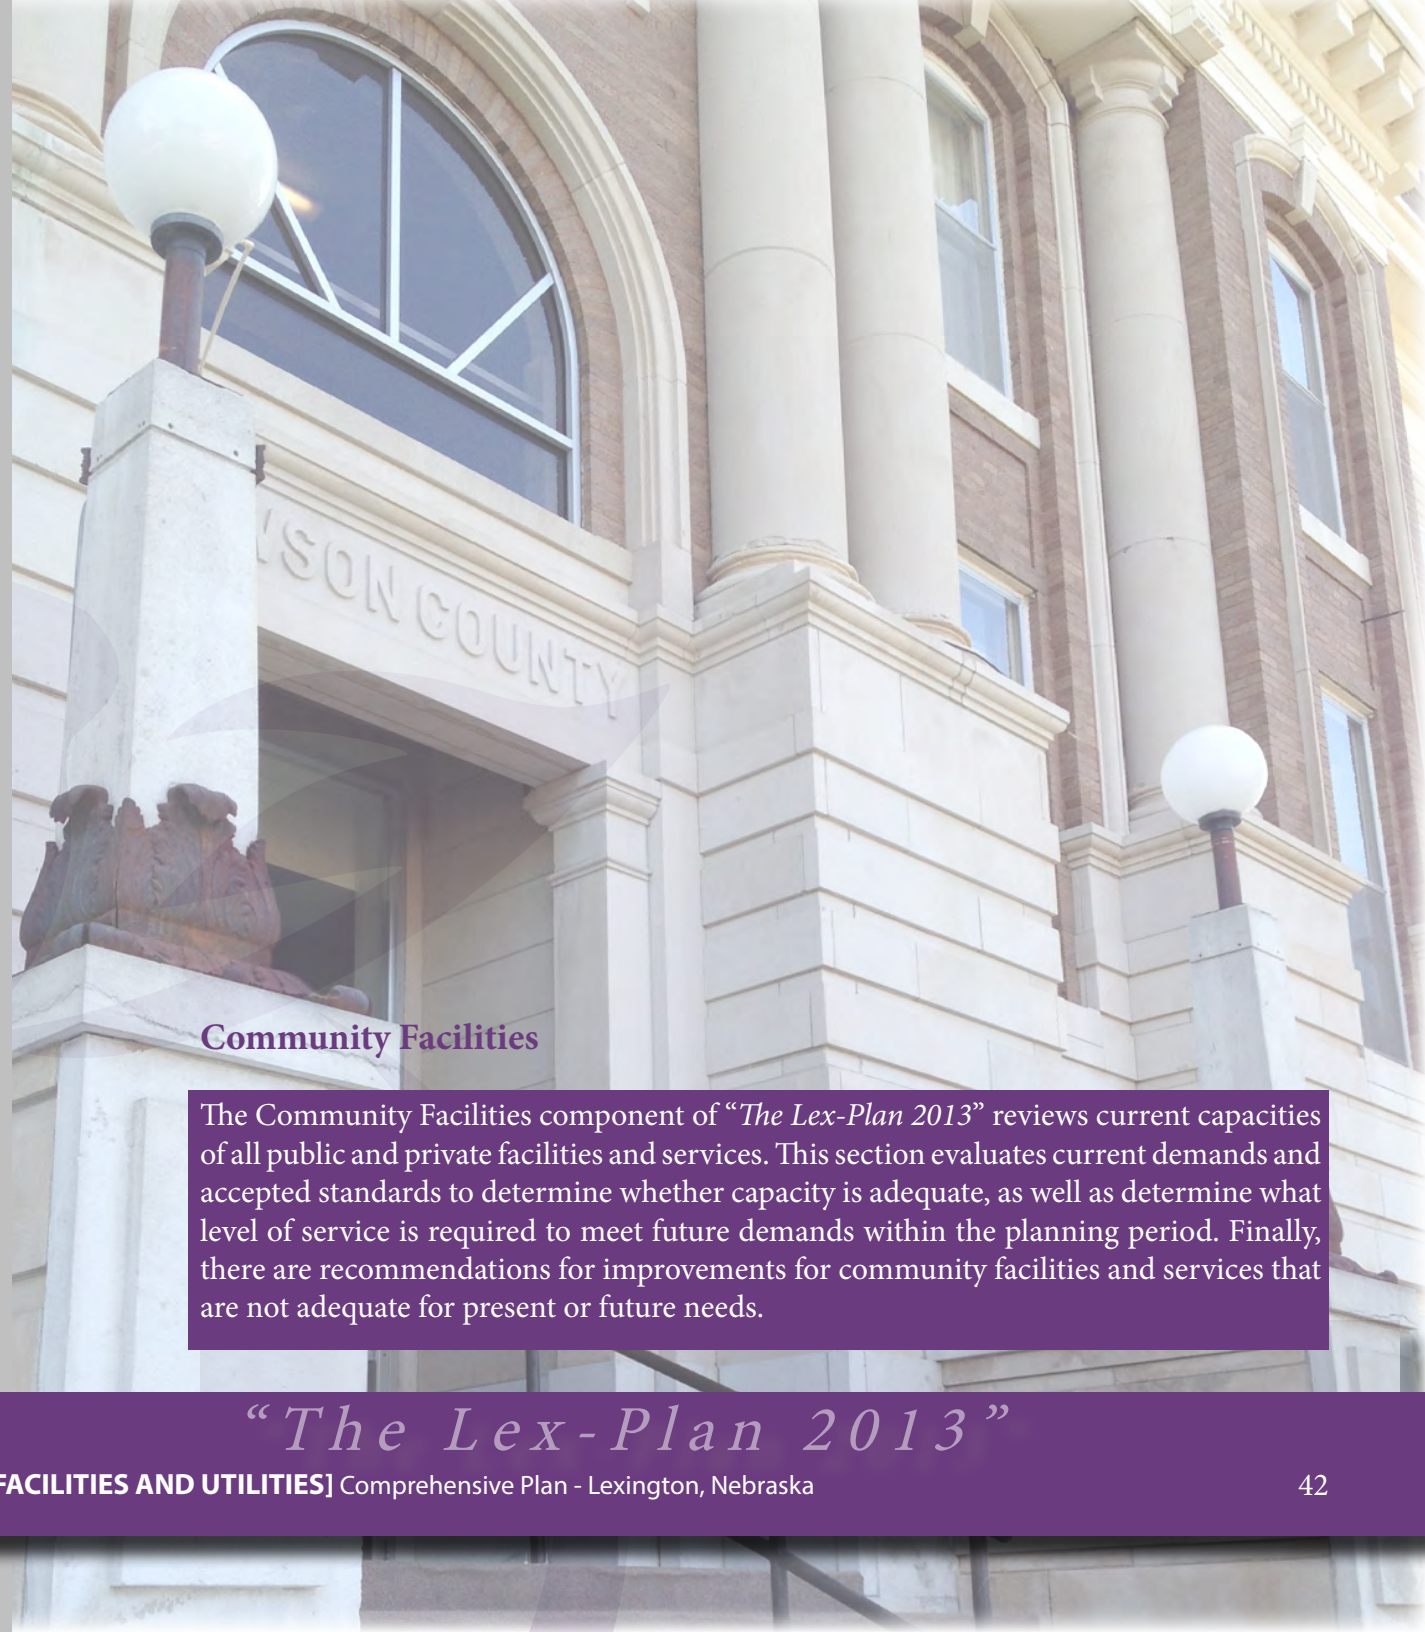 WSON COUNTY
Community Facilities
The Community Facilities component of “The Lex-Plan 2013” reviews current capacities
of all public and private facilities and services. This section evaluates current demands and
accepted standards to determine whether capacity is adequate, as well as determine what
level of service is required to meet future demands within the planning period. Finally,
there are recommendations for improvements for community facilities and services that
are not adequate for present or future needs.
“The Lex-Plan 2013”
FACILITIES AND UTILITIES] Comprehensive Plan - Lexington, Nebraska 42